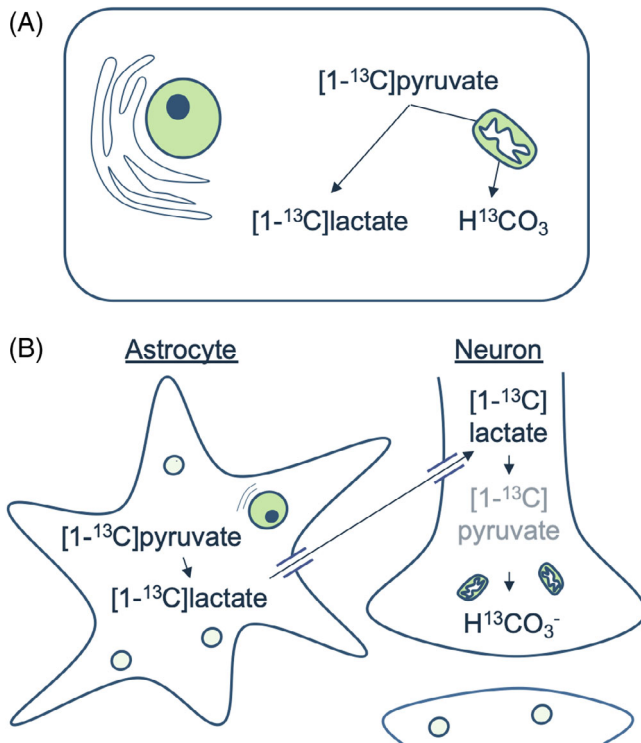 (A)
[1-¹³C]pyruvate
[1-¹³C]lactate H¹³CO₃
(B)
Astrocyte Neuron
[1-¹³C]
lactate
[1-¹³C]
pyruvate
[1-¹³C]pyruvate
[1-¹³C]lactate
H¹³CO₃⁻